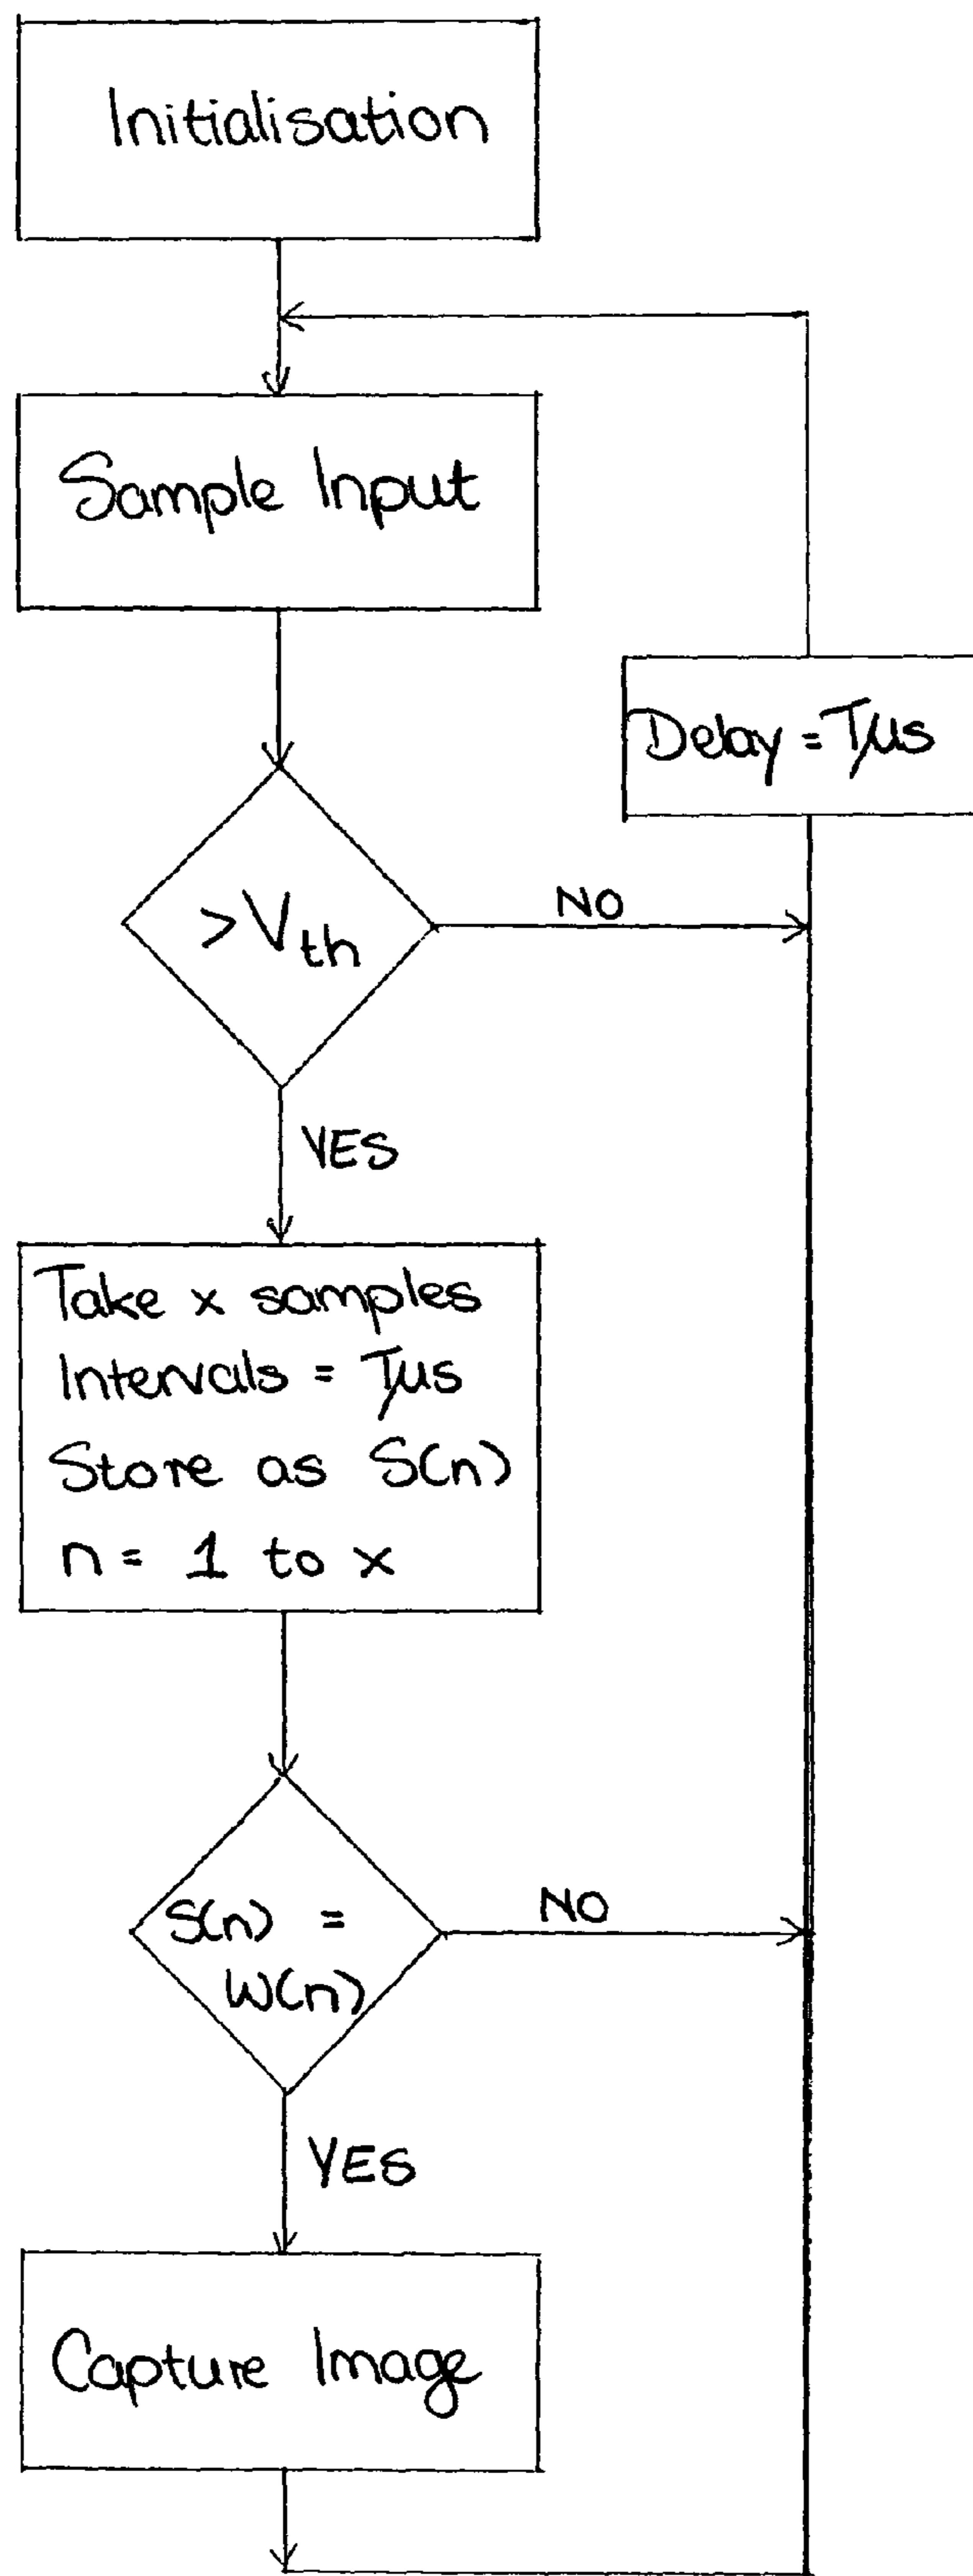 Initialisation
Sample Input
Delay = Tμs
> Vth
NO
YES
Take x samples
Intervals = Tμs
Store as S(n)
n = 1 to x
S(n) =
W(n)
NO
YES
Capture Image